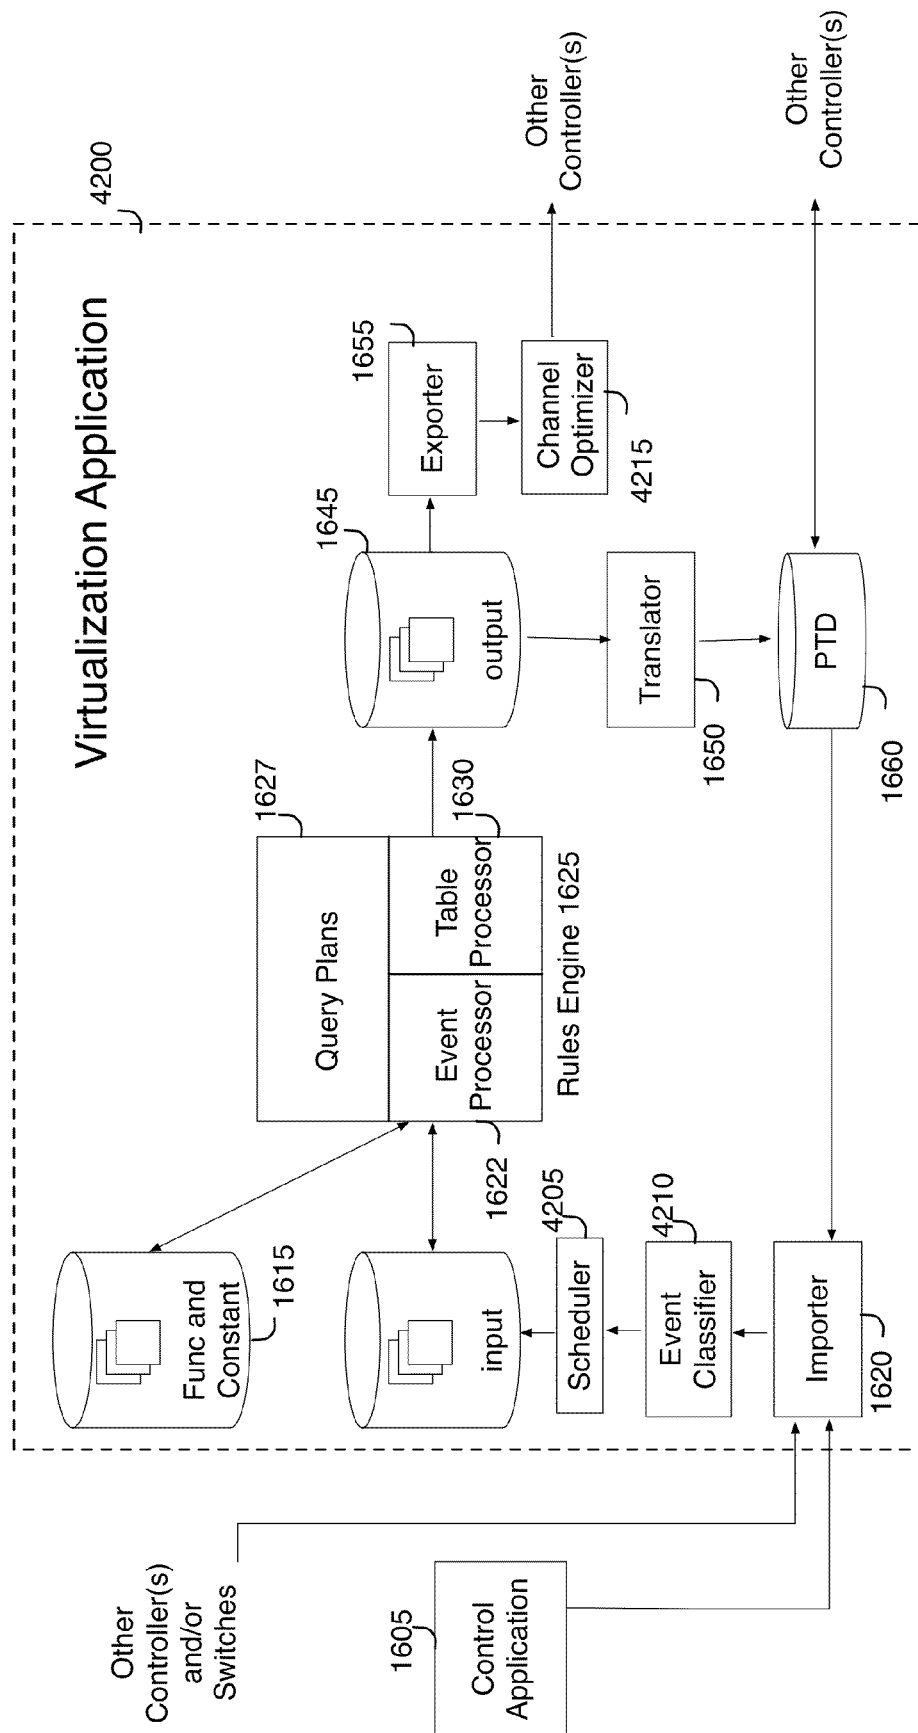 Virtualization Application
4200
Other
Controller(s)
and/or
Switches
1605
Control
Application
Func and
Constant
1615
input
Scheduler
4205
Event
Classifier
4210
Importer
1620
Query Plans
1627
Event
Processor
1622
Table
Processor
1630
Rules Engine 1625
1645
output
Exporter
1655
Channel
Optimizer
4215
Translator
1650
PTD
1660
Other
Controller(s)
Other
Controller(s)